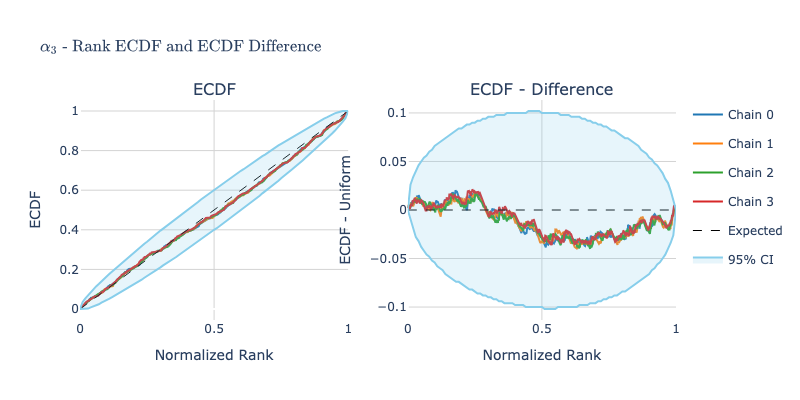 α₃ - Rank ECDF and ECDF Difference
ECDF
ECDF
1
0.8
0.6
0.4
0.2
0
0 0.5 1
Normalized Rank
ECDF - Difference
ECDF - Uniform
0.1
0.05
0
−0.05
−0.1
0 0.5 1
Normalized Rank
Chain 0
Chain 1
Chain 2
Chain 3
Expected
95% CI